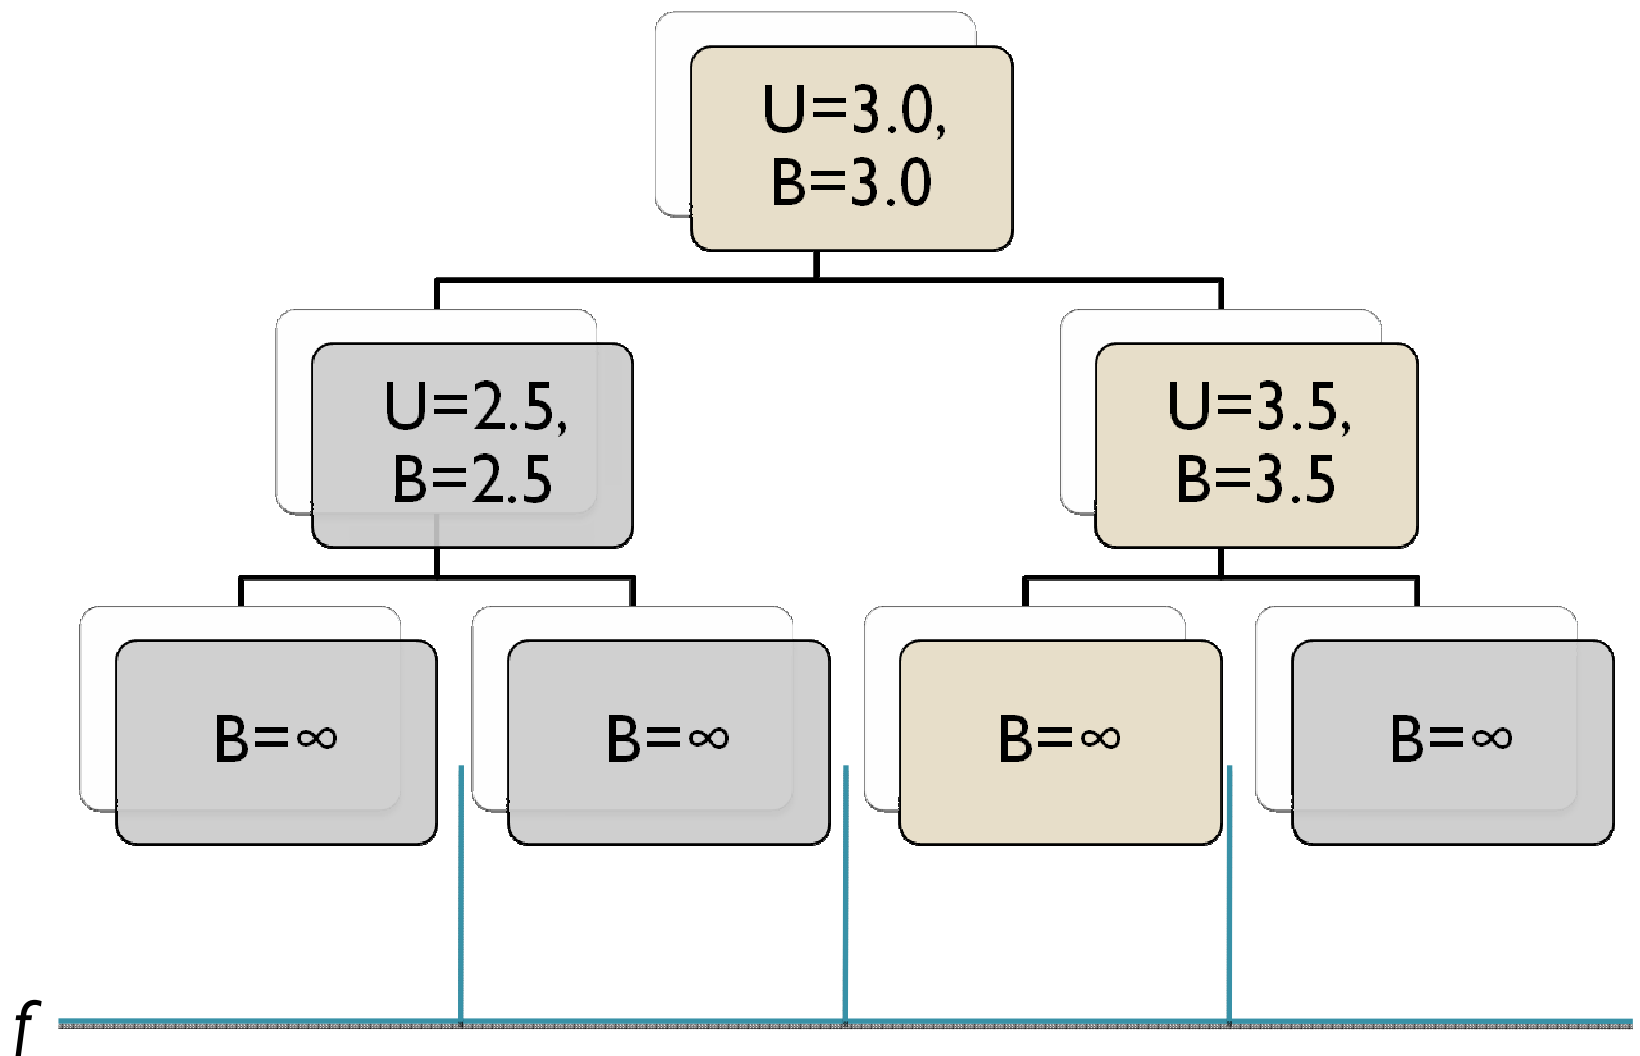 U=3.0,
B=3.0
U=2.5,
B=2.5
U=3.5,
B=3.5
B=∞
B=∞
B=∞
B=∞
f